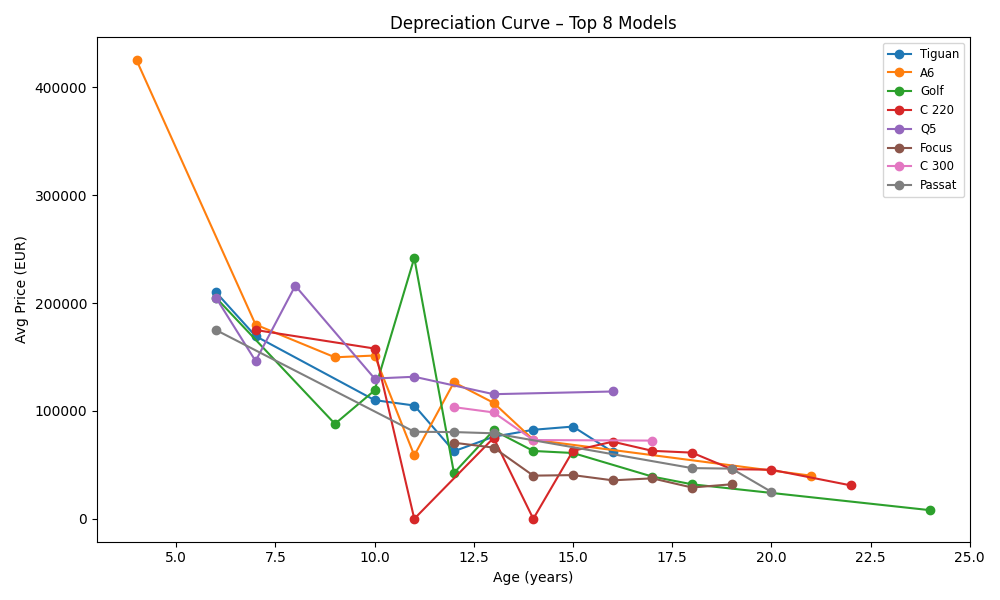 Depreciation Curve – Top 8 Models
Avg Price (EUR)
400000
300000
200000
100000
0
Tiguan
A6
Golf
C 220
Q5
Focus
C 300
Passat
5.0 7.5 10.0 12.5 15.0 17.5 20.0 22.5 25.0
Age (years)